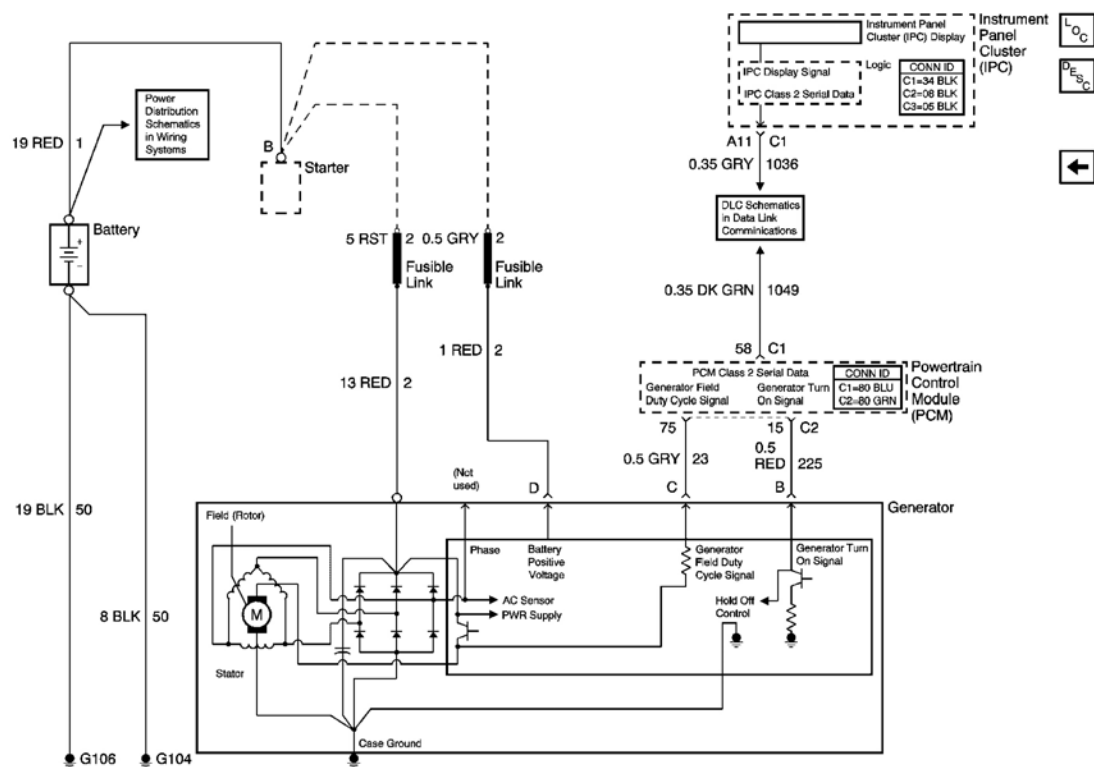 Instrument Panel
Cluster (IPC) Display
IPC Display Signal
IPC Class 2 Serial Data
Logic
CONN ID
C1=34 BLK
C2=08 BLK
C3=05 BLK
Instrument
Panel
Cluster
(IPC)
LOC
DESC
Power
Distribution
Schematics
in Wiring
Systems
19 RED 1
B
Starter
Battery
+
–
A11 C1
0.35 GRY 1036
DLC Schematics
in Data Link
Comminications
5 RST 2
Fusible
Link
0.5 GRY 2
Fusible
Link
0.35 DK GRN 1049
1 RED 2
13 RED 2
58 C1
PCM Class 2 Serial Data
Generator Field
Duty Cycle Signal
Generator Turn
On Signal
CONN ID
C1=80 BLU
C2=80 GRN
Powertrain
Control
Module
(PCM)
75
15 C2
0.5 GRY 23
0.5
RED 225
(Not
used)
D
C
B
Generator
19 BLK 50
8 BLK 50
Field (Rotor)
M
Stator
Phase
Battery
Positive
Voltage
Generator
Field Duty
Cycle Signal
Generator Turn
On Signal
AC Sensor
PWR Supply
Hold Off
Control
Case Ground
G106
G104